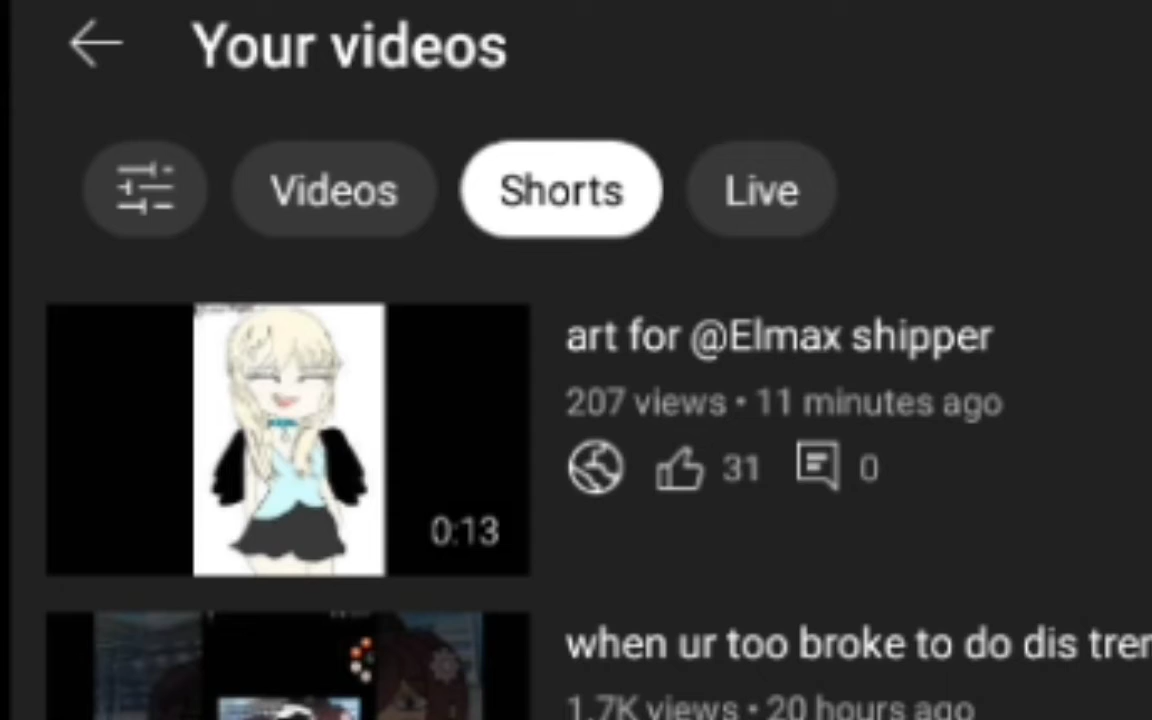 Your videos
Videos
Shorts
Live
art for @Elmax shipper
207 views • 11 minutes ago
31
0
0:13
when ur too broke to do dis tren
1.7K views • 20 hours ago